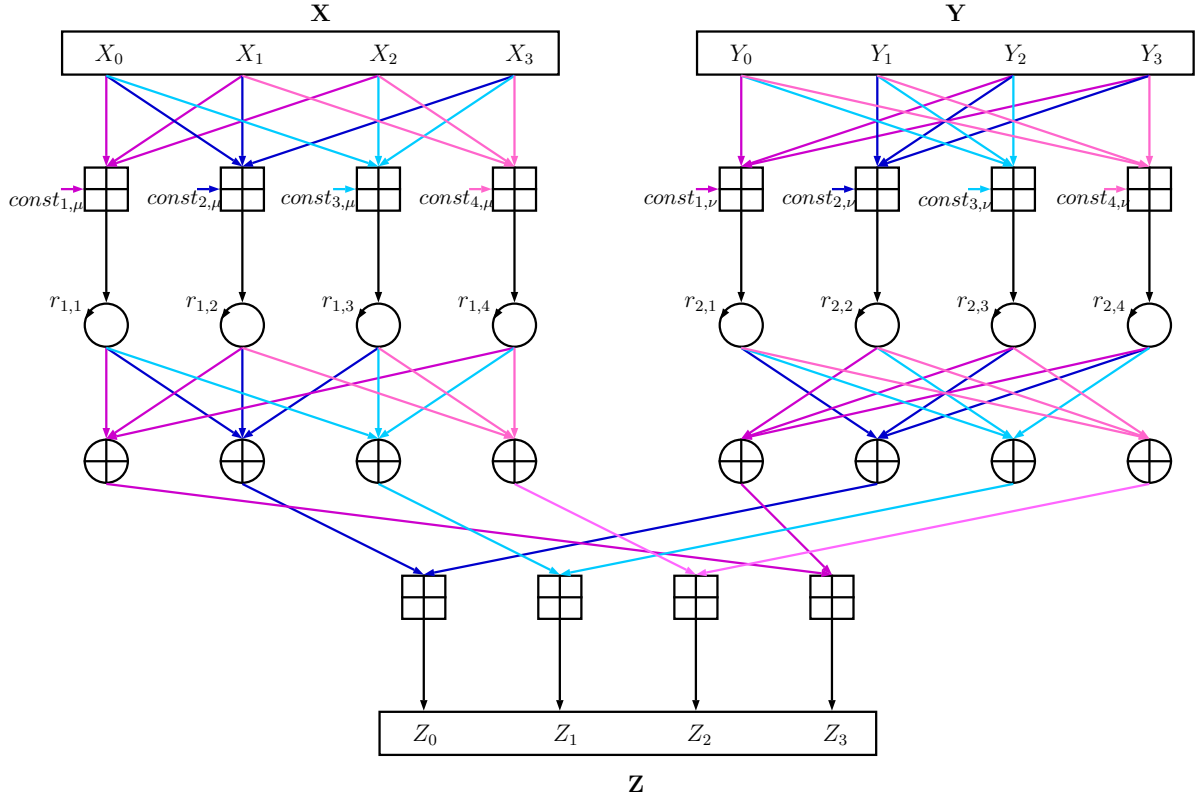 X Y
X₀ X₁ X₂ X₃ Y₀ Y₁ Y₂ Y₃
const₁,μ const₂,μ const₃,μ const₄,μ const₁,ν const₂,ν const₃,ν const₄,ν
r₁,₁ r₁,₂ r₁,₃ r₁,₄ r₂,₁ r₂,₂ r₂,₃ r₂,₄
Z₀ Z₁ Z₂ Z₃
Z